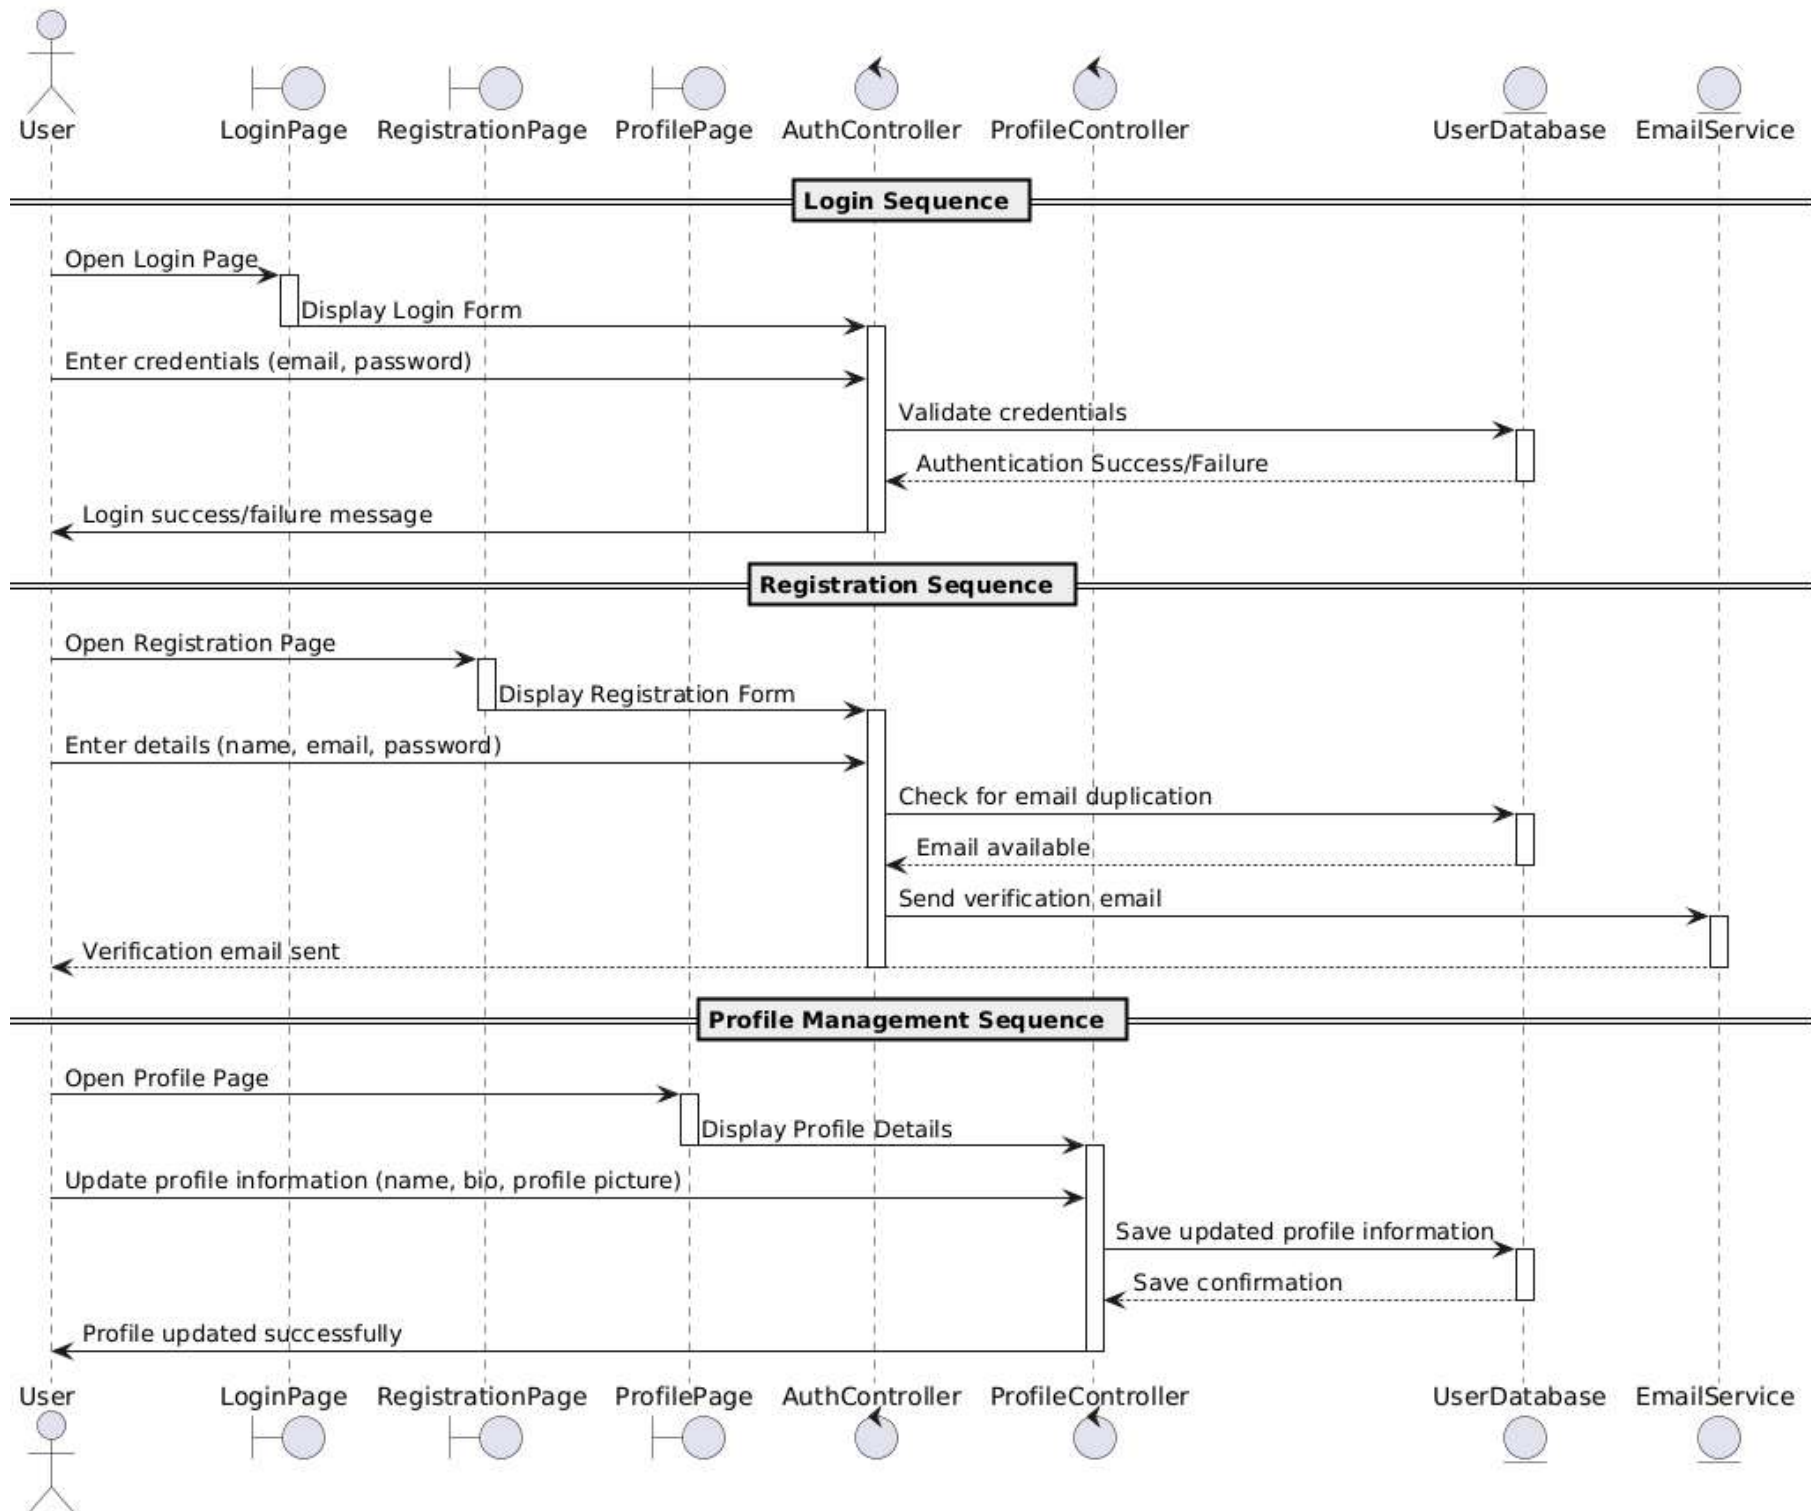 User LoginPage RegistrationPage ProfilePage AuthController ProfileController UserDatabase EmailService
Login Sequence
Open Login Page
Display Login Form
Enter credentials (email, password)
Validate credentials
Authentication Success/Failure
Login success/failure message
Registration Sequence
Open Registration Page
Display Registration Form
Enter details (name, email, password)
Check for email duplication
Email available
Send verification email
Verification email sent
Profile Management Sequence
Open Profile Page
Display Profile Details
Update profile information (name, bio, profile picture)
Save updated profile information
Save confirmation
Profile updated successfully
User LoginPage RegistrationPage ProfilePage AuthController ProfileController UserDatabase EmailService